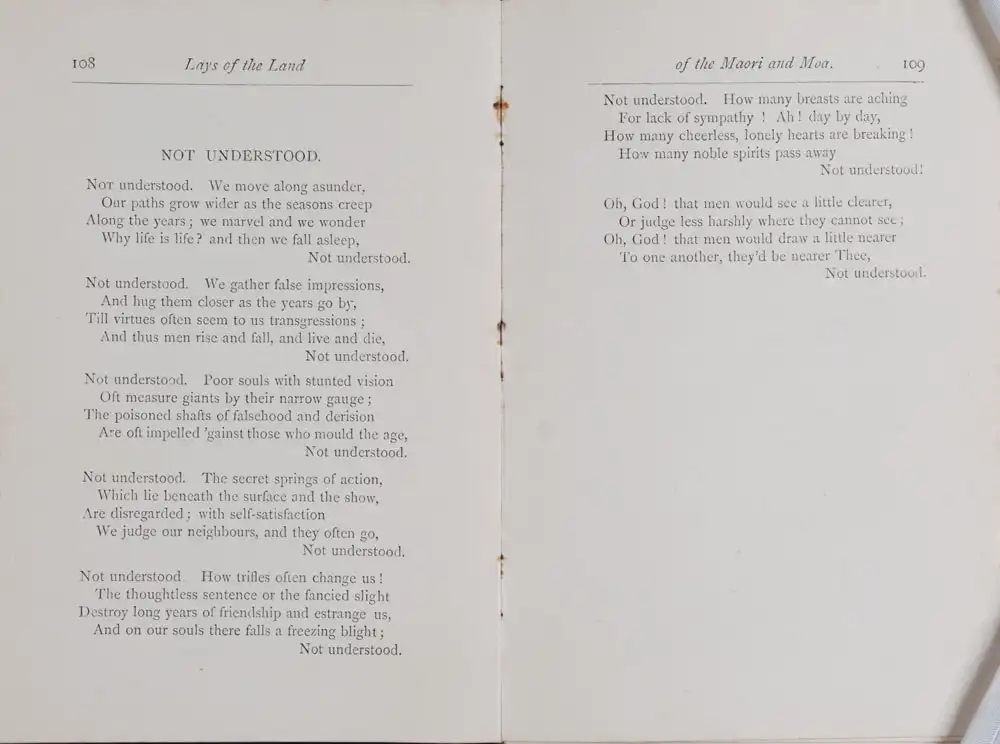 108
Lays of the Land
NOT UNDERSTOOD.
NOT understood. We move along asunder,
Our paths grow wider as the seasons creep
Along the years; we marvel and we wonder
Why life is life? and then we fall asleep,
Not understood.
Not understood. We gather false impressions,
And hug them closer as the years go by,
Till virtues often seem to us transgressions;
And thus men rise and fall, and live and die,
Not understood.
Not understood. Poor souls with stunted vision
Oft measure giants by their narrow gauge;
The poisoned shafts of falsehood and derision
Are oft impelled 'gainst those who mould the age,
Not understood.
Not understood. The secret springs of action,
Which lie beneath the surface and the show,
Are disregarded; with self-satisfaction
We judge our neighbours, and they often go,
Not understood.
Not understood How trifles often change us!
The thoughtless sentence or the fancied slight
Destroy long years of friendship and estrange us,
And on our souls there falls a freezing blight;
Not understood.
of the Maori and Moa.
109
Not understood. How many breasts are aching
For lack of sympathy! Ah! day by day,
How many cheerless, lonely hearts are breaking!
How many noble spirits pass away
Not understood!
Oh, God! that men would see a little clearer,
Or judge less harshly where they cannot see;
Oh, God! that men would draw a little nearer
To one another, they'd be nearer Thee,
Not understood.